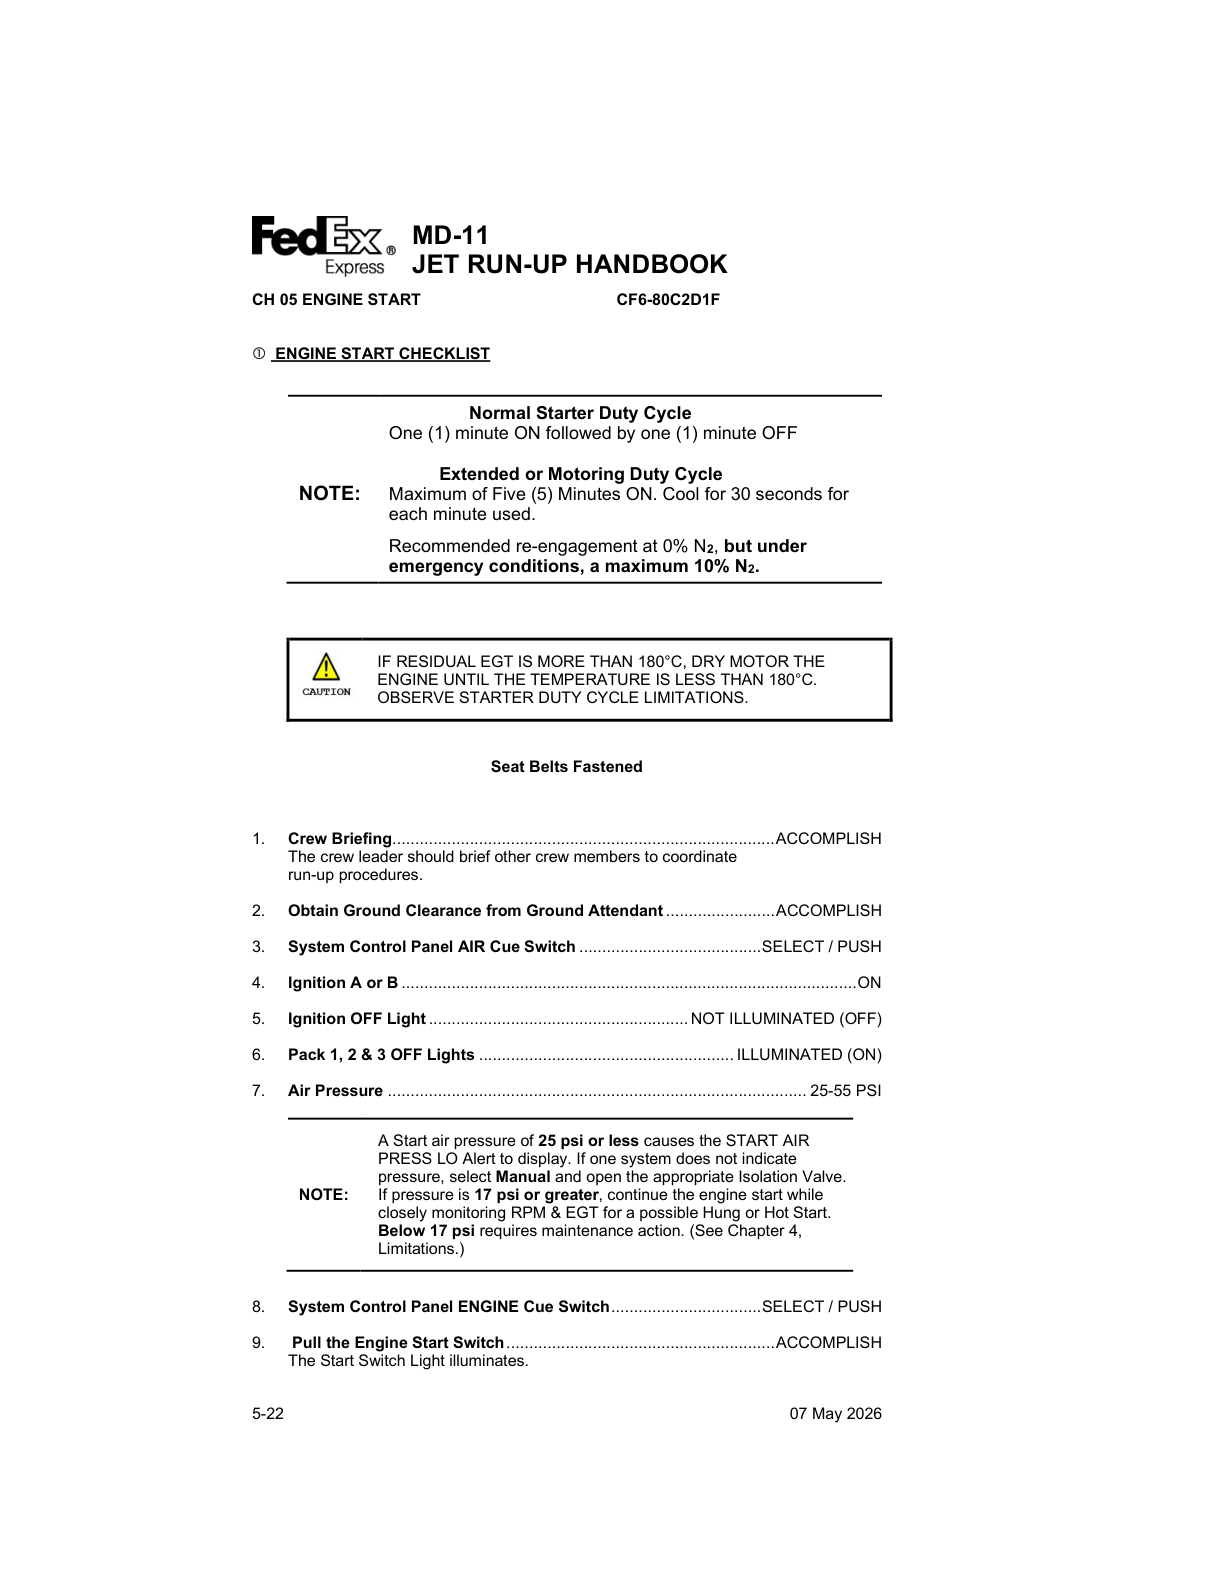 FedEx®
Express
MD-11
JET RUN-UP HANDBOOK
CH 05 ENGINE START CF6-80C2D1F
① ENGINE START CHECKLIST
Normal Starter Duty Cycle
One (1) minute ON followed by one (1) minute OFF
Extended or Motoring Duty Cycle
NOTE: Maximum of Five (5) Minutes ON. Cool for 30 seconds for
each minute used.
Recommended re-engagement at 0% N₂, but under
emergency conditions, a maximum 10% N₂.
IF RESIDUAL EGT IS MORE THAN 180°C, DRY MOTOR THE
ENGINE UNTIL THE TEMPERATURE IS LESS THAN 180°C.
CAUTION
OBSERVE STARTER DUTY CYCLE LIMITATIONS.
Seat Belts Fastened
1. Crew Briefing....................................................................................ACCOMPLISH
The crew leader should brief other crew members to coordinate
run-up procedures.
2. Obtain Ground Clearance from Ground Attendant ........................ACCOMPLISH
3. System Control Panel AIR Cue Switch ........................................SELECT / PUSH
4. Ignition A or B ....................................................................................................ON
5. Ignition OFF Light ......................................................... NOT ILLUMINATED (OFF)
6. Pack 1, 2 & 3 OFF Lights ........................................................ ILLUMINATED (ON)
7. Air Pressure ............................................................................................ 25-55 PSI
A Start air pressure of 25 psi or less causes the START AIR
PRESS LO Alert to display. If one system does not indicate
pressure, select Manual and open the appropriate Isolation Valve.
NOTE: If pressure is 17 psi or greater, continue the engine start while
closely monitoring RPM & EGT for a possible Hung or Hot Start.
Below 17 psi requires maintenance action. (See Chapter 4,
Limitations.)
8. System Control Panel ENGINE Cue Switch.................................SELECT / PUSH
9. Pull the Engine Start Switch...........................................................ACCOMPLISH
The Start Switch Light illuminates.
5-22 07 May 2026